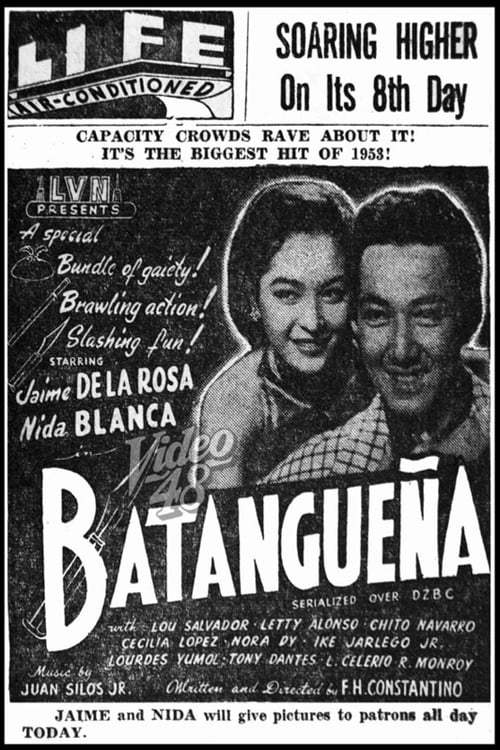 LIFE
AIR-CONDITIONED
SOARING HIGHER
On Its 8th Day
CAPACITY CROWDS RAVE ABOUT IT!
IT'S THE BIGGEST HIT OF 1953!
LVN
PRESENTS
A special
Bundle of gaiety!
Brawling action!
Slashing fun!
STARRING
Jaime DE LA ROSA
Nida BLANCA
in
Video
48
BATANGUEÑA
SERIALIZED OVER DZBC
with: LOU SALVADOR · LETTY ALONSO · CHITO NAVARRO
CECILIA LOPEZ · NORA DY · IKE JARLEGO JR.
LOURDES YUMOL · TONY DANTES · L. CELERIO R. MONROY
Music by
JUAN SILOS JR.
Written and Directed by F.H. CONSTANTINO
JAIME and NIDA will give pictures to patrons all day
TODAY.